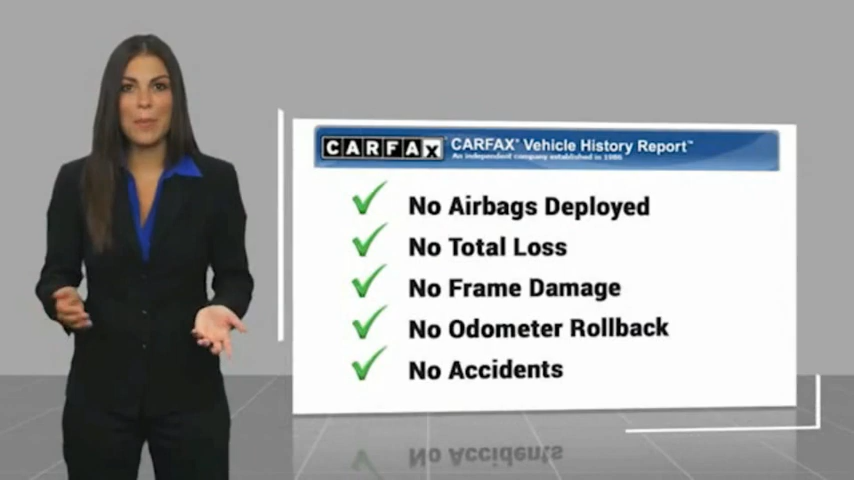 CARFAX CARFAX® Vehicle History Report™
An independent company established in 1986
No Airbags Deployed
No Total Loss
No Frame Damage
No Odometer Rollback
No Accidents
No Accidents